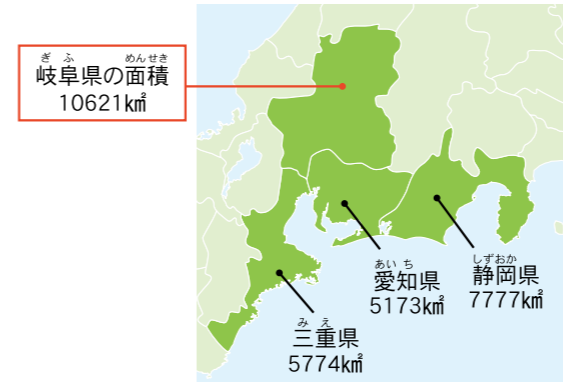 ぎふ めんせき
岐阜県の面積
10621km²
あいち
愛知県
5173km²
しずおか
静岡県
7777km²
みえ
三重県
5774km²